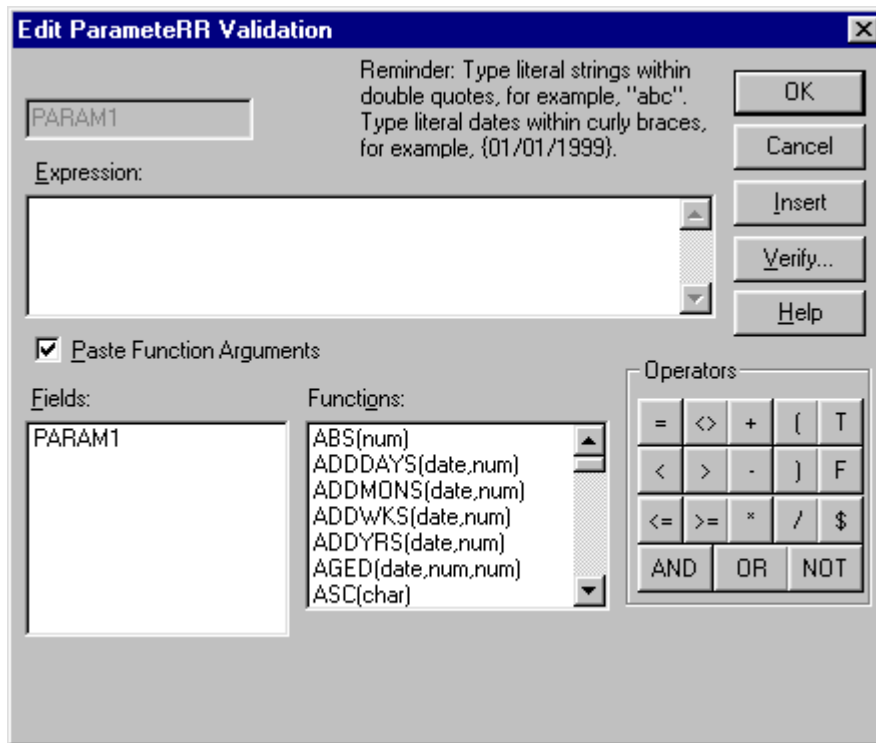 Edit ParameteRR Validation
PARAM1
Reminder: Type literal strings within
double quotes, for example, "abc".
Type literal dates within curly braces,
for example, {01/01/1999}.
OK
Cancel
Expression:
Insert
Verify...
Help
Paste Function Arguments
Fields:
PARAM1
Functions:
ABS(num)
ADDDAYS(date,num)
ADDMONS(date,num)
ADDWKS(date,num)
ADDYRS(date,num)
AGED(date,num,num)
ASC(char)
Operators
= <> + ( T
< > - ) F
<= >= * / $
AND OR NOT